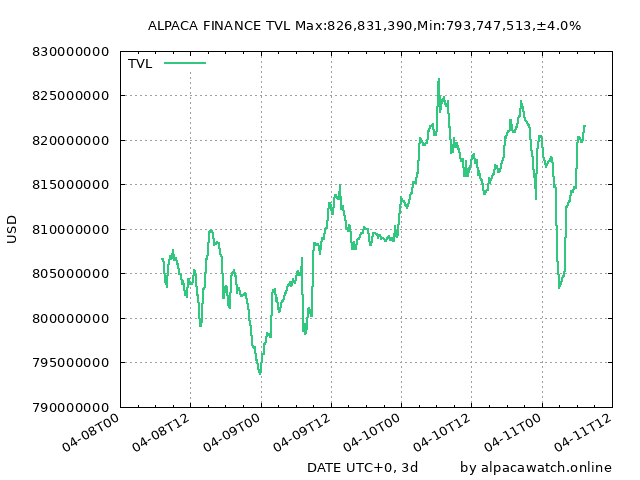 ALPACA FINANCE TVL Max:826,831,390,Min:793,747,513,±4.0%
830000000
TVL
825000000
820000000
815000000
810000000
USD
805000000
800000000
795000000
790000000
04-08T00
04-08T12
04-09T00
04-09T12
04-10T00
04-10T12
04-11T00
04-11T12
DATE UTC+0, 3d
by alpacawatch.online